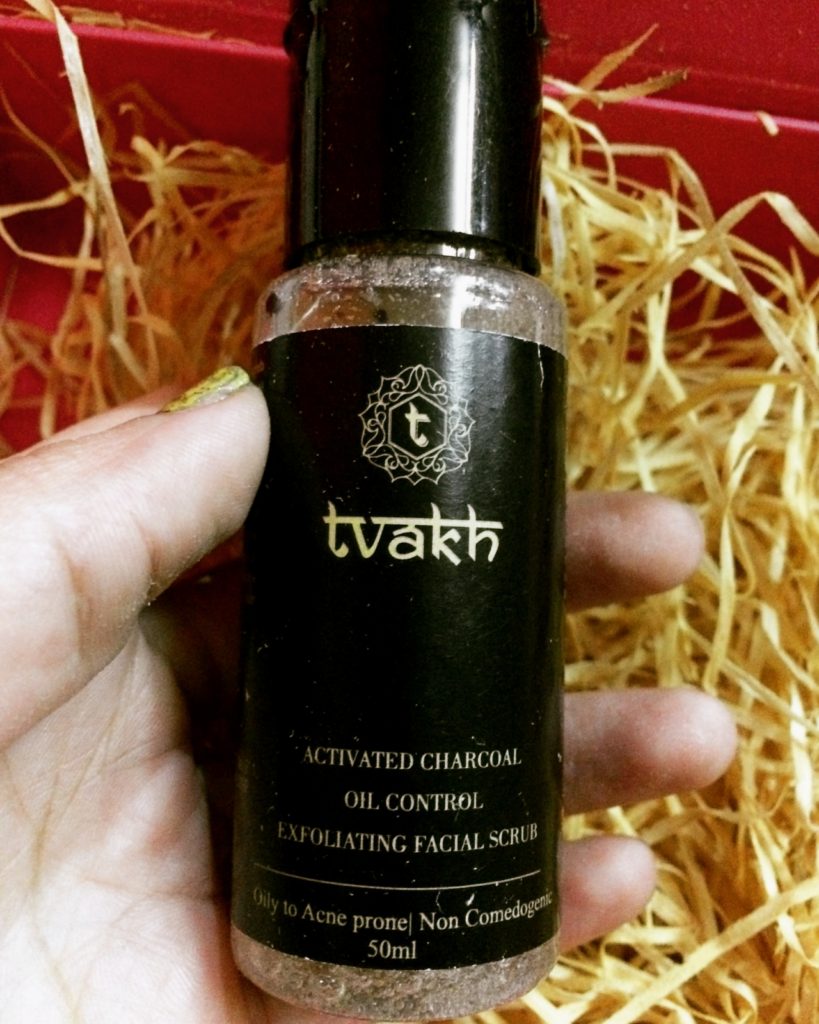 t
tvakh
ACTIVATED CHARCOAL
OIL CONTROL
EXFOLIATING FACIAL SCRUB
Oily to Acne prone| Non Comedogenic
50ml